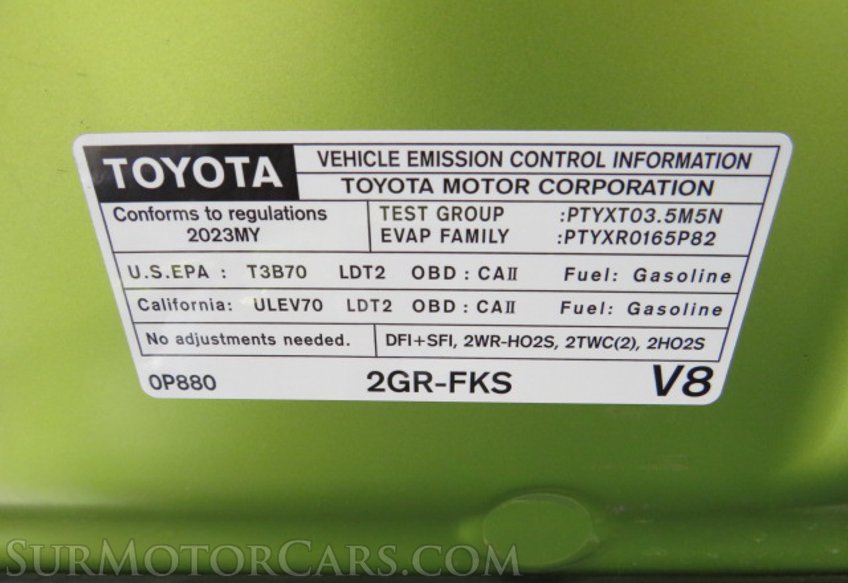 TOYOTA
VEHICLE EMISSION CONTROL INFORMATION
TOYOTA MOTOR CORPORATION
Conforms to regulations
2023MY
TEST GROUP :PTYXT03.5M5N
EVAP FAMILY :PTYXR0165P82
U.S.EPA : T3B70 LDT2 OBD : CAII Fuel: Gasoline
California: ULEV70 LDT2 OBD : CAII Fuel: Gasoline
No adjustments needed.
DFI+SFI, 2WR-HO2S, 2TWC(2), 2HO2S
0P880 2GR-FKS V8
SURMOTORCARS.COM